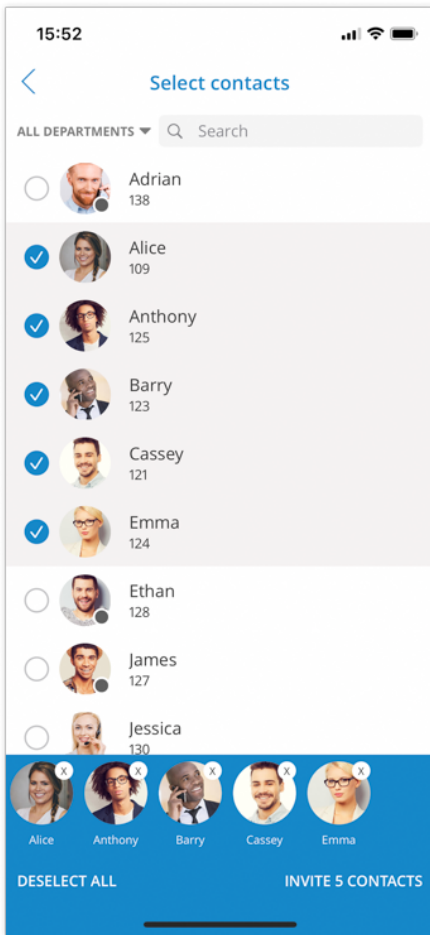 15:52
Select contacts
ALL DEPARTMENTS Search
Adrian
138
Alice
109
Anthony
125
Barry
123
Cassey
121
Emma
124
Ethan
128
James
127
Jessica
130
X X X X X
Alice Anthony Barry Cassey Emma
DESELECT ALL INVITE 5 CONTACTS